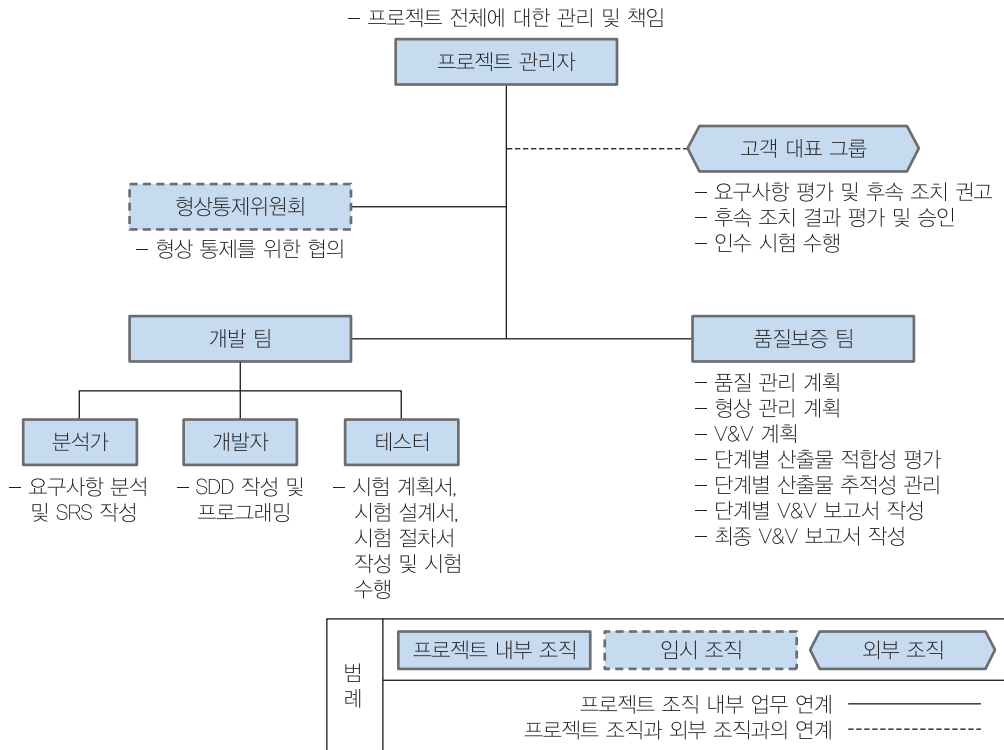 – 프로젝트 전체에 대한 관리 및 책임
프로젝트 관리자
고객 대표 그룹
– 요구사항 평가 및 후속 조치 권고
– 후속 조치 결과 평가 및 승인
– 인수 시험 수행
형상통제위원회
– 형상 통제를 위한 협의
개발 팀
품질보증 팀
– 품질 관리 계획
– 형상 관리 계획
– V&V 계획
– 단계별 산출물 적합성 평가
– 단계별 산출물 추적성 관리
– 단계별 V&V 보고서 작성
– 최종 V&V 보고서 작성
분석가
– 요구사항 분석
및 SRS 작성
개발자
– SDD 작성 및
프로그래밍
테스터
– 시험 계획서,
시험 설계서,
시험 절차서
작성 및 시험
수행
범
례
프로젝트 내부 조직
임시 조직
외부 조직
프로젝트 조직 내부 업무 연계
프로젝트 조직과 외부 조직과의 연계